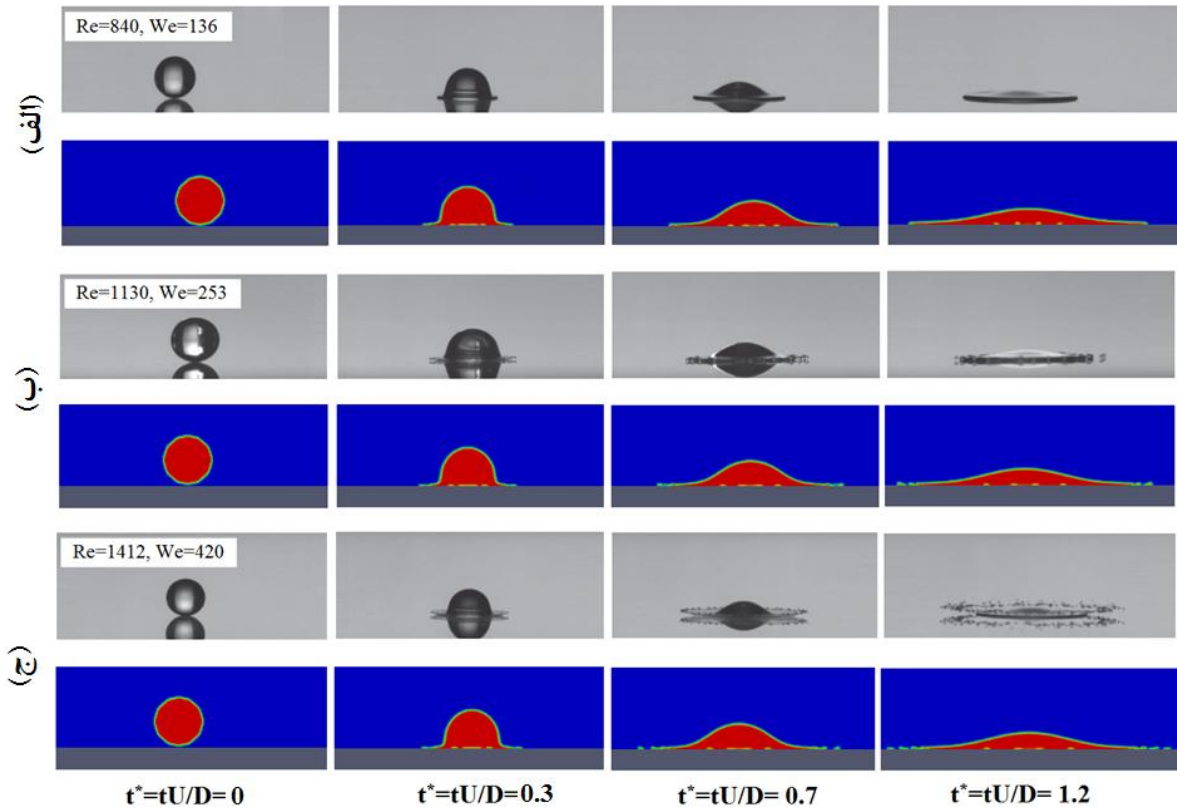 Re=840, We=136
(الف)
Re=1130, We=253
(ب)
Re=1412, We=420
(ج)
t*=tU/D= 0
t*=tU/D=0.3
t*=tU/D= 0.7
t*=tU/D= 1.2